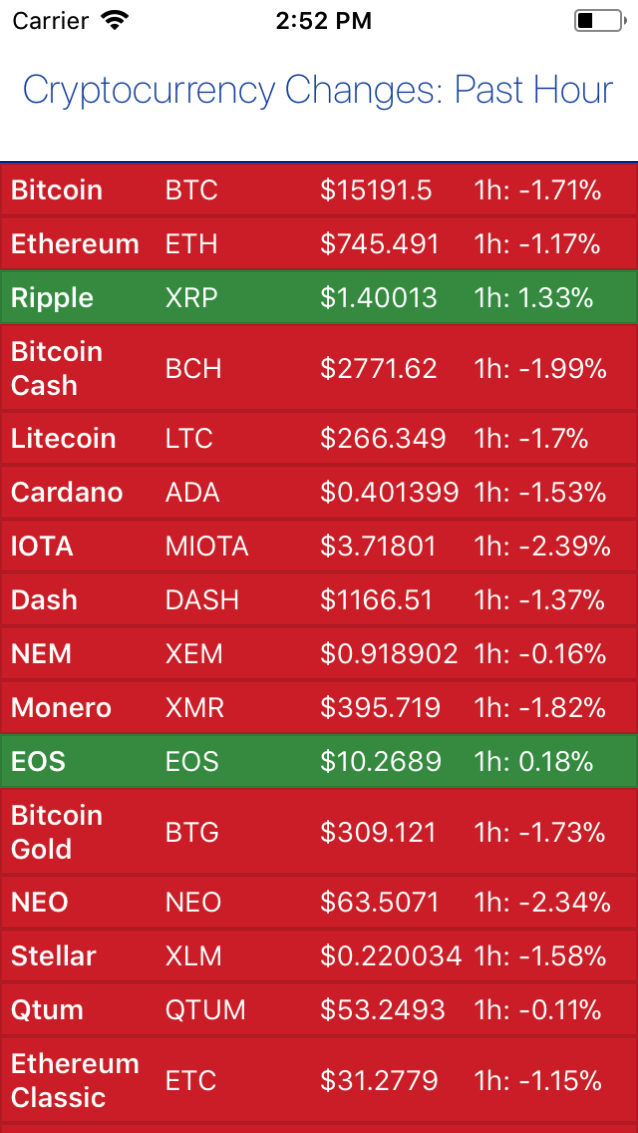 Carrier 2:52 PM
Cryptocurrency Changes: Past Hour
Bitcoin BTC $15191.5 1h: -1.71%
Ethereum ETH $745.491 1h: -1.17%
Ripple XRP $1.40013 1h: 1.33%
Bitcoin
Cash BCH $2771.62 1h: -1.99%
Litecoin LTC $266.349 1h: -1.7%
Cardano ADA $0.401399 1h: -1.53%
IOTA MIOTA $3.71801 1h: -2.39%
Dash DASH $1166.51 1h: -1.37%
NEM XEM $0.918902 1h: -0.16%
Monero XMR $395.719 1h: -1.82%
EOS EOS $10.2689 1h: 0.18%
Bitcoin
Gold BTG $309.121 1h: -1.73%
NEO NEO $63.5071 1h: -2.34%
Stellar XLM $0.220034 1h: -1.58%
Qtum QTUM $53.2493 1h: -0.11%
Ethereum
Classic ETC $31.2779 1h: -1.15%